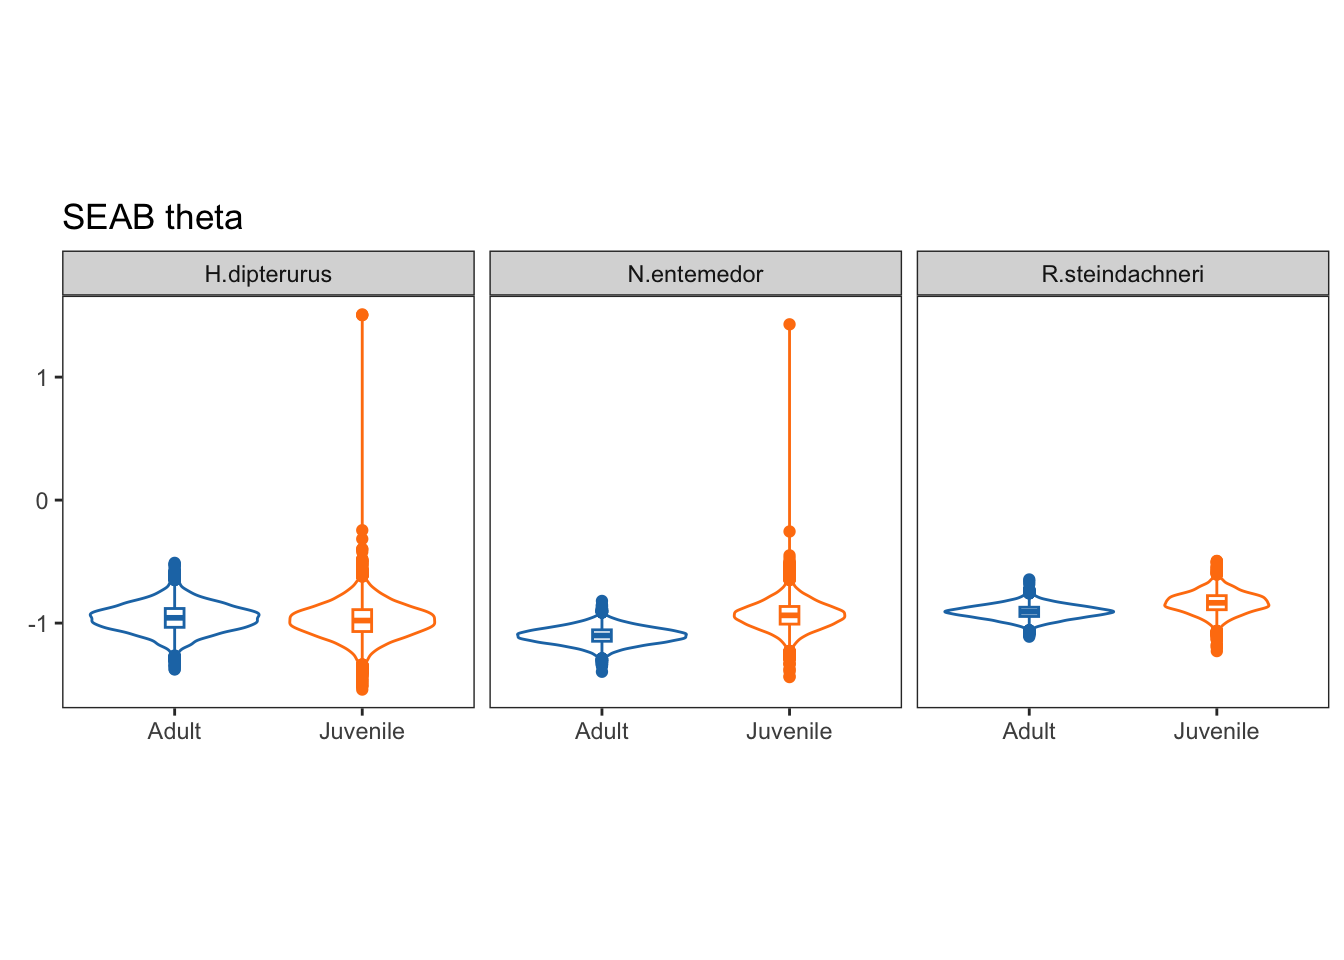 SEAB theta
H.dipterurus N.entemedor R.steindachneri
1
0
-1
Adult Juvenile Adult Juvenile Adult Juvenile